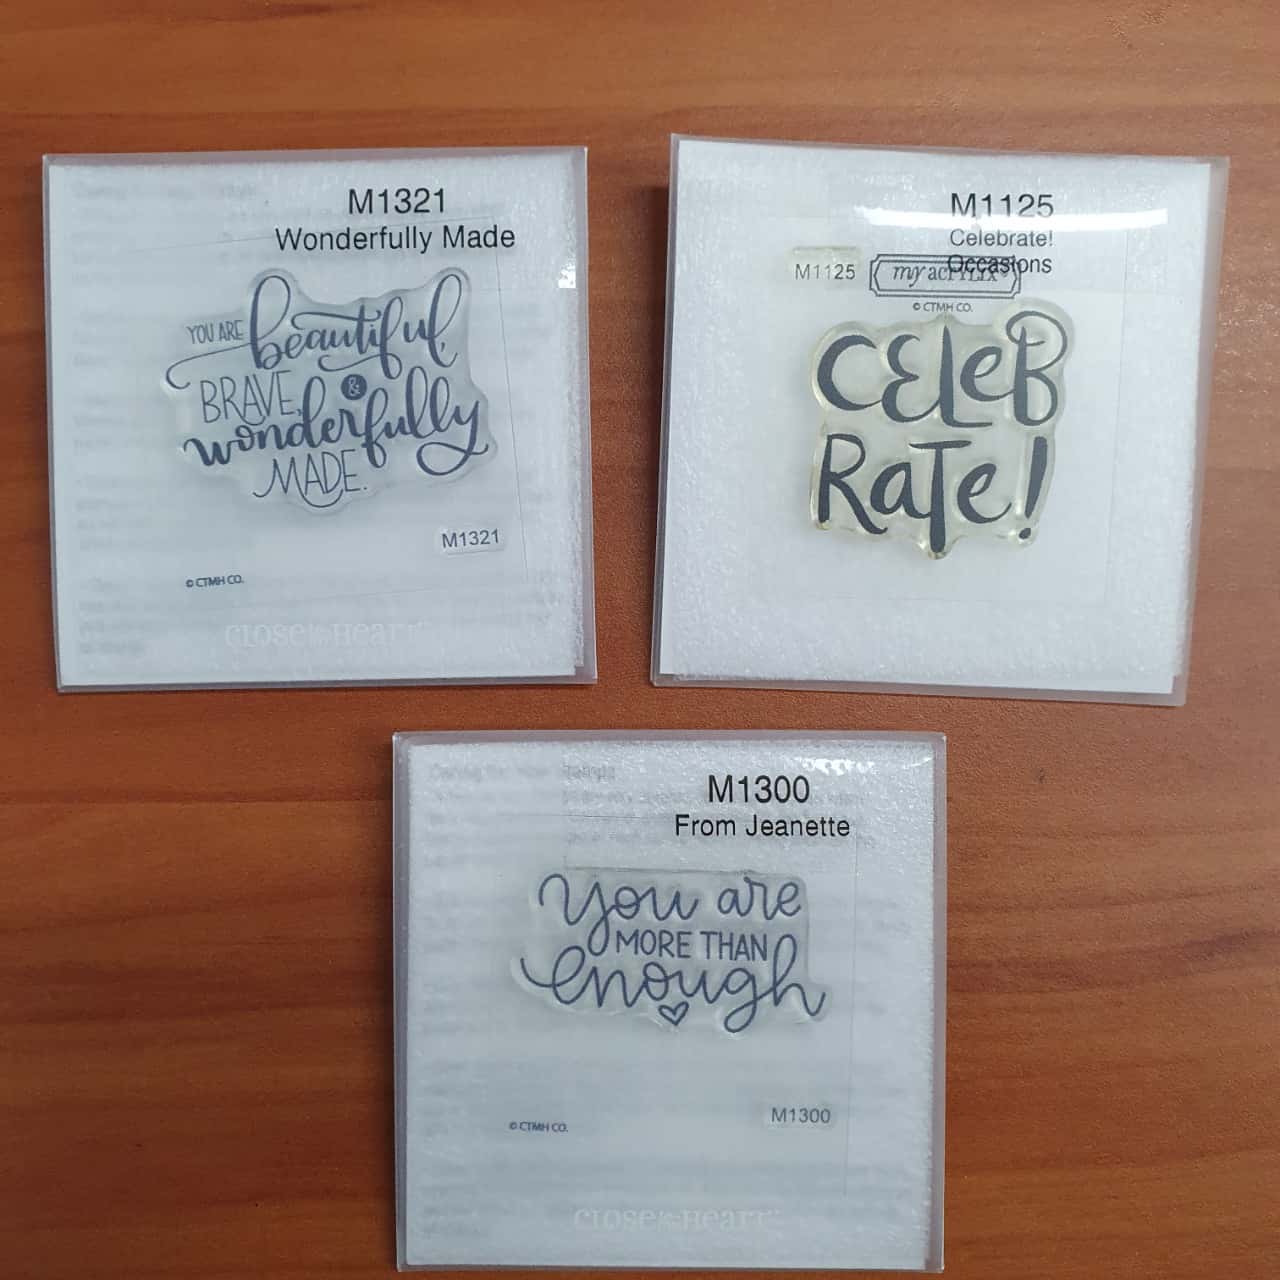 M1321
Wonderfully Made
YOU ARE beautiful,
BRAVE, &
wonderfully
MADE.
M1321
© CTMH CO.
CLOSE TO MY HEART
M1125
Celebrate!
Occasions
M1125 my acrylix®
© CTMH CO.
CELEB
RATE!
M1300
From Jeanette
you are
MORE THAN
enough
M1300
© CTMH CO.
CLOSE TO MY HEART